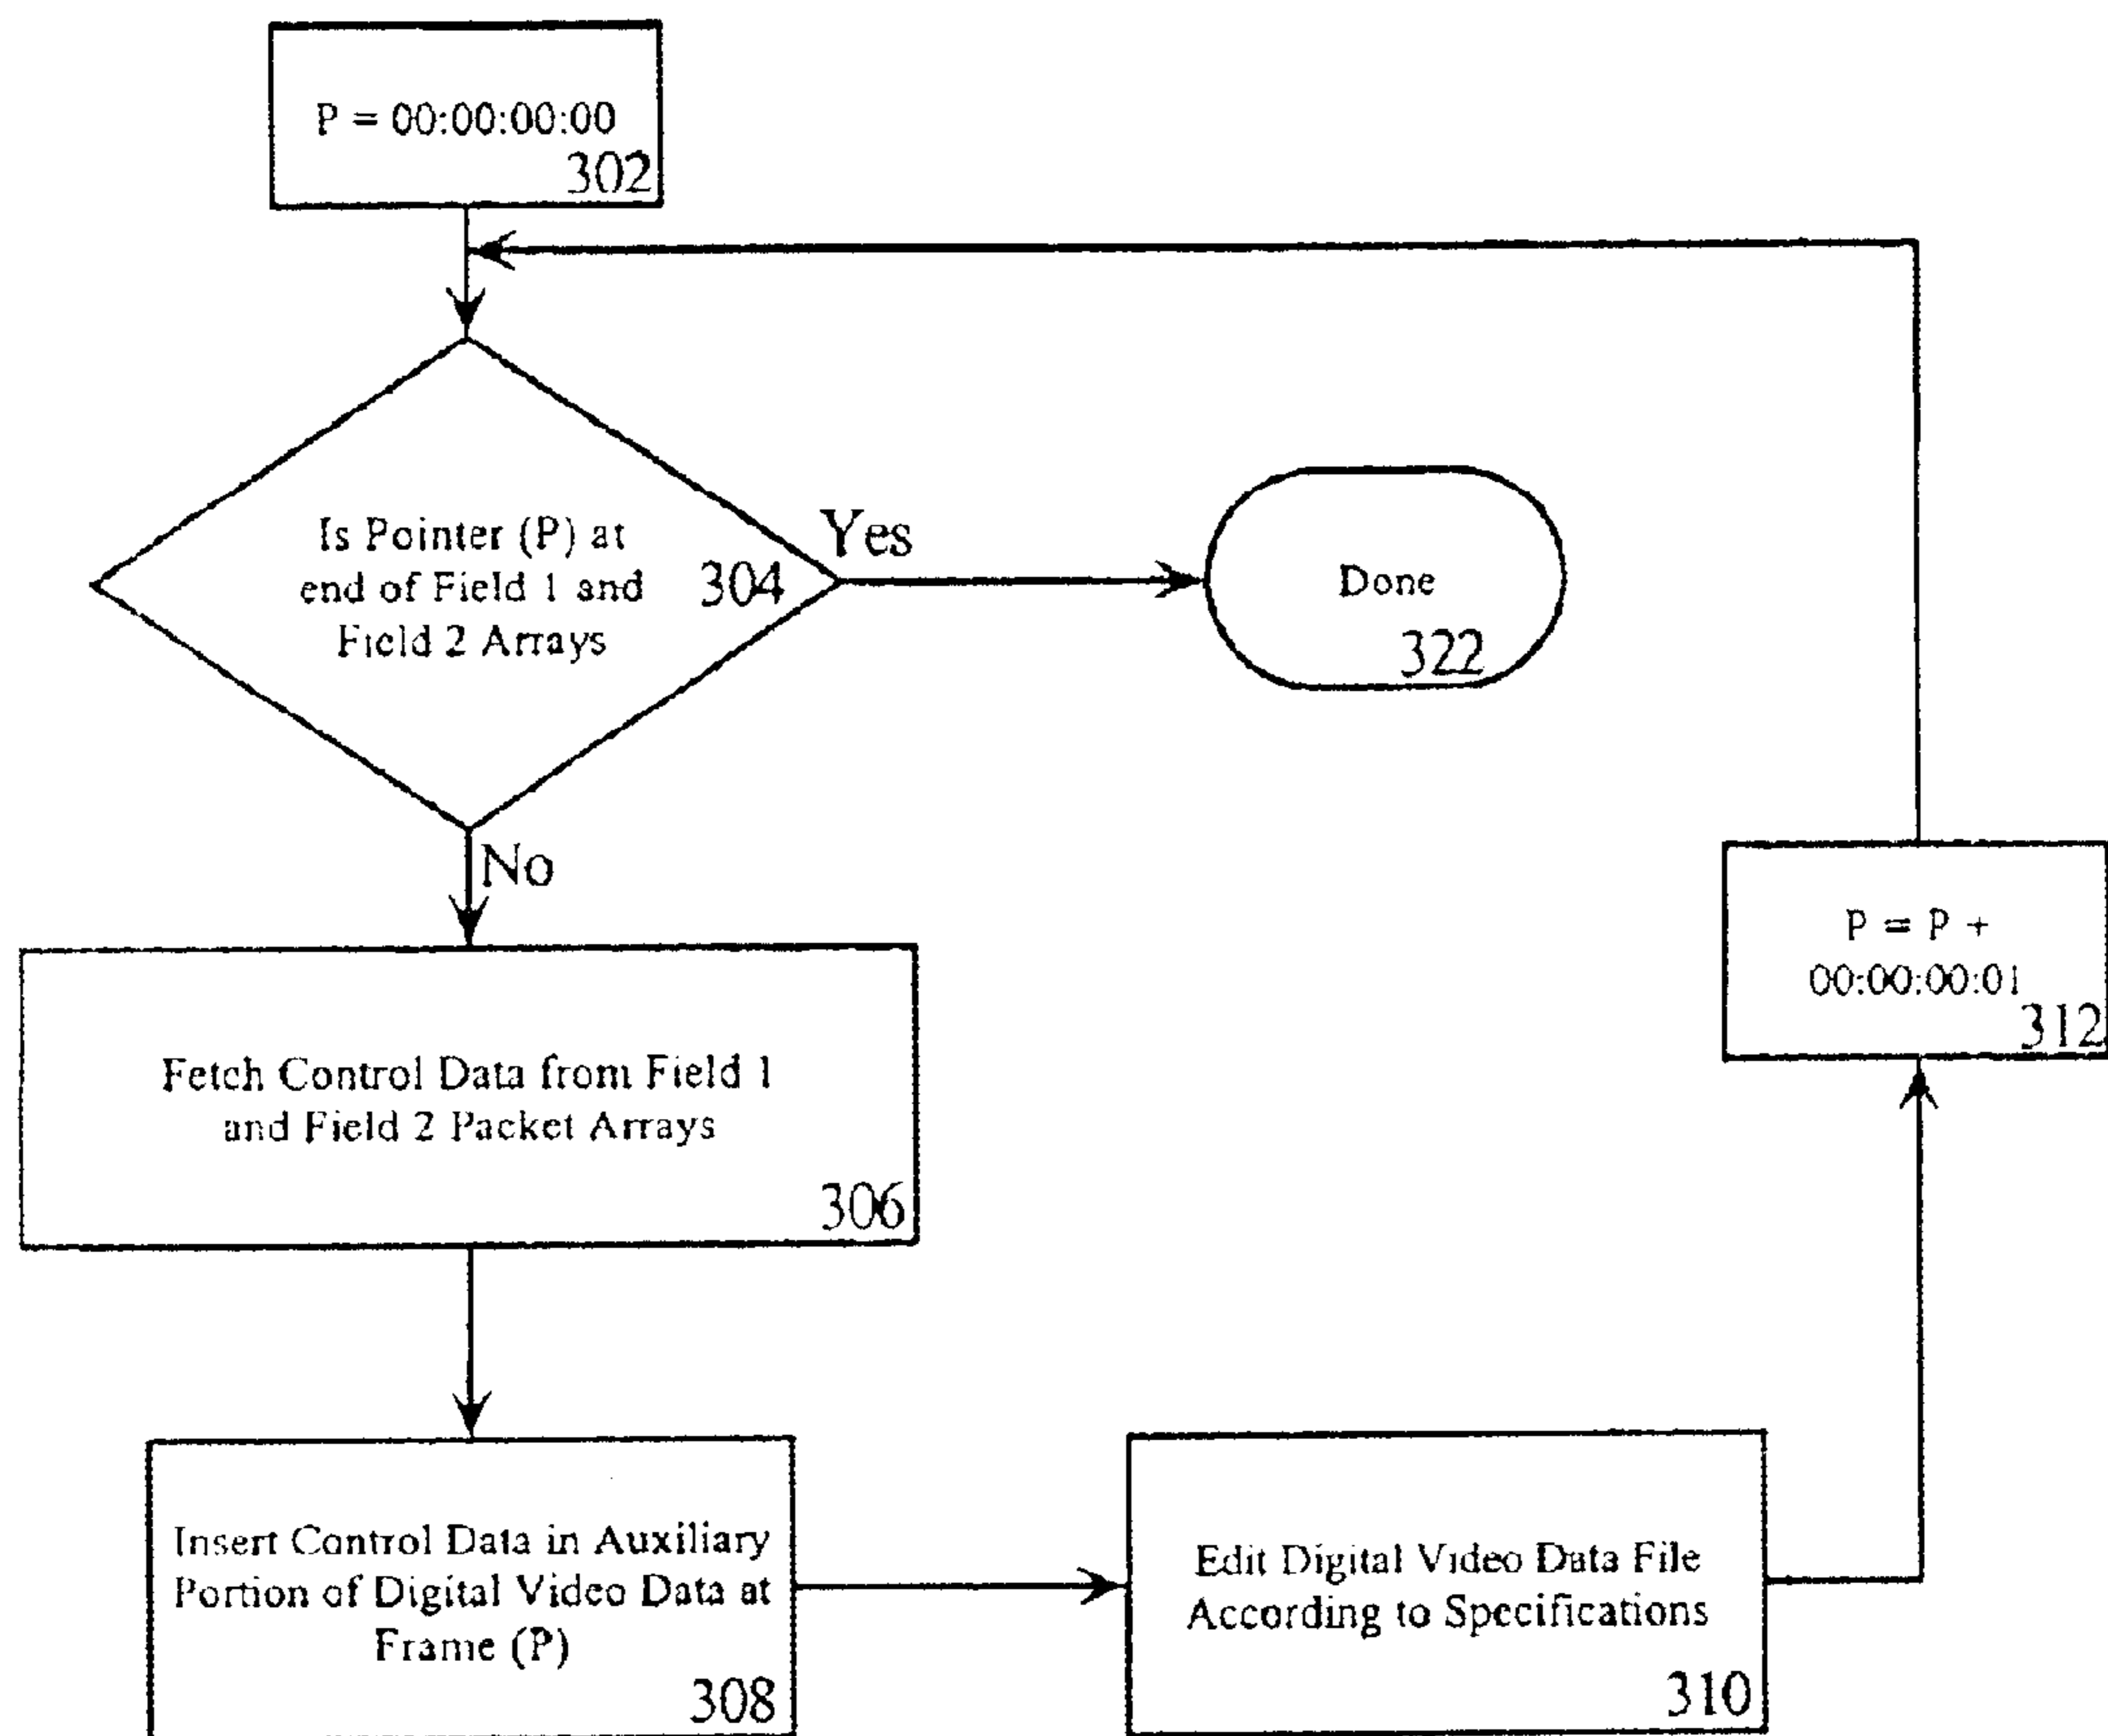 P = 00:00:00:00
302
Is Pointer (P) at
end of Field 1 and
Field 2 Arrays
304
Yes
Done
322
No
Fetch Control Data from Field 1
and Field 2 Packet Arrays
306
Insert Control Data in Auxiliary
Portion of Digital Video Data at
Frame (P)
308
Edit Digital Video Data File
According to Specifications
310
P = P +
00:00:00:01
312